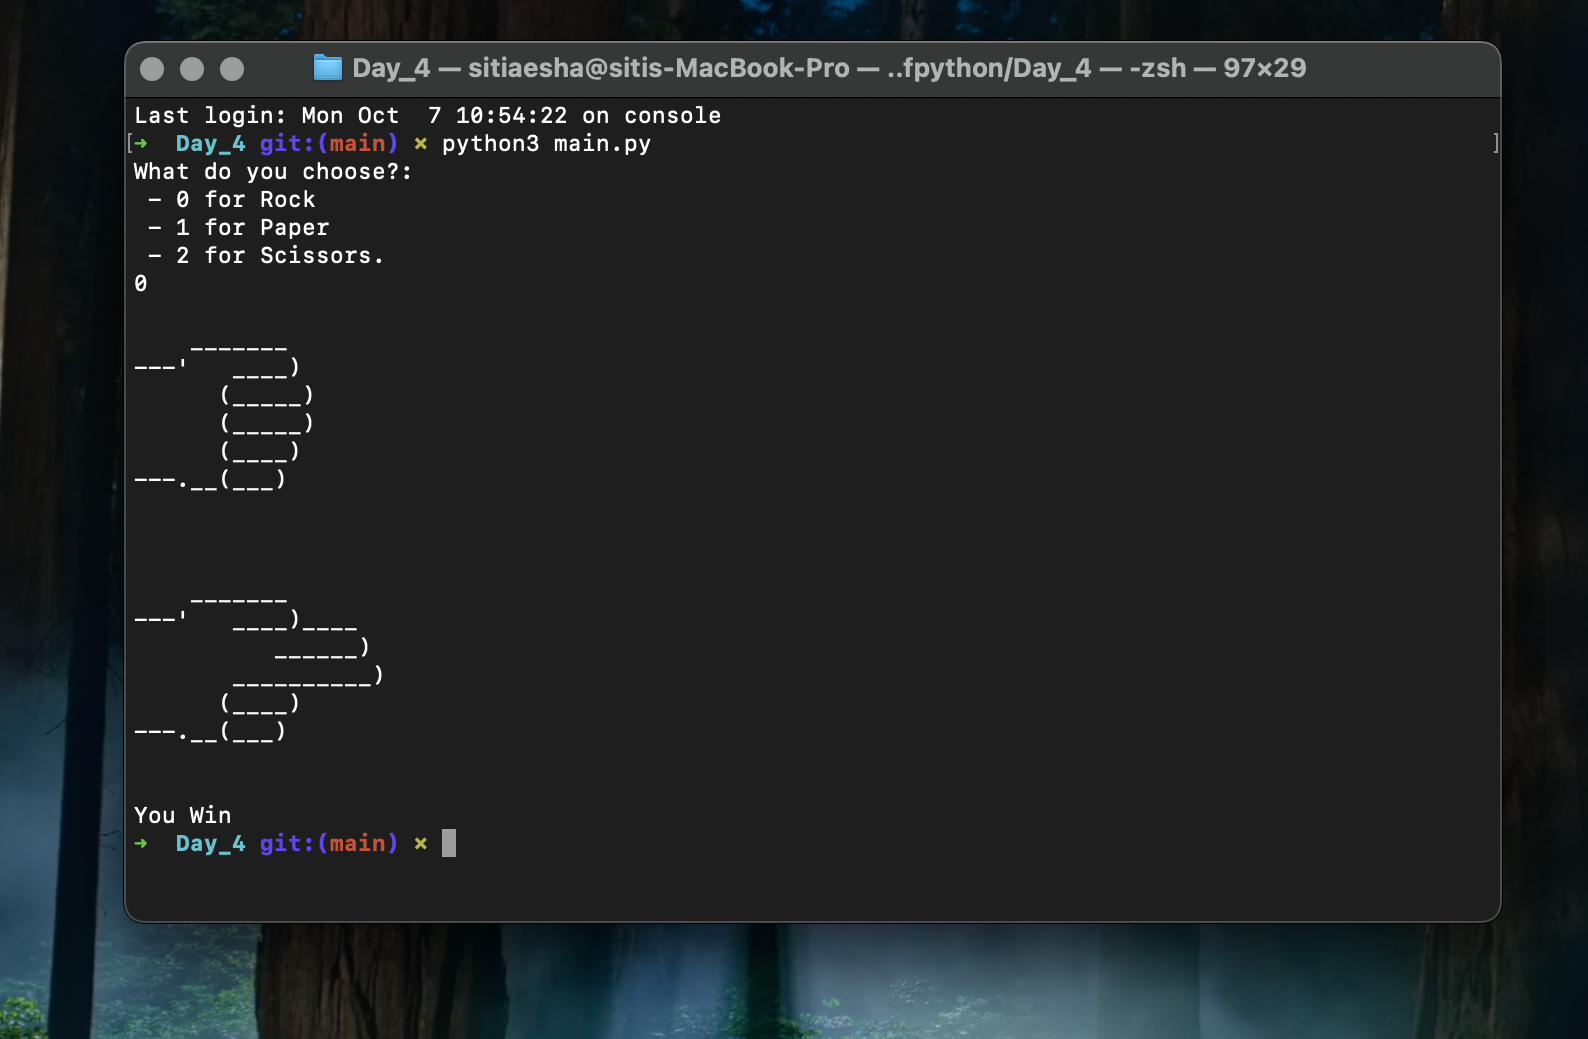 Day_4 — sitiaesha@sitis-MacBook-Pro — ..fpython/Day_4 — -zsh — 97×29
Last login: Mon Oct  7 10:54:22 on console
[➜  Day_4 git:(main) × python3 main.py ]
What do you choose?:
 - 0 for Rock
 - 1 for Paper
 - 2 for Scissors.
0

    _______
---'   ____)
      (_____)
      (_____)
      (____)
---.__(___)

    _______
---'   ____)____
          ______)
       __________)
      (____)
---.__(___)

You Win
➜  Day_4 git:(main) ×